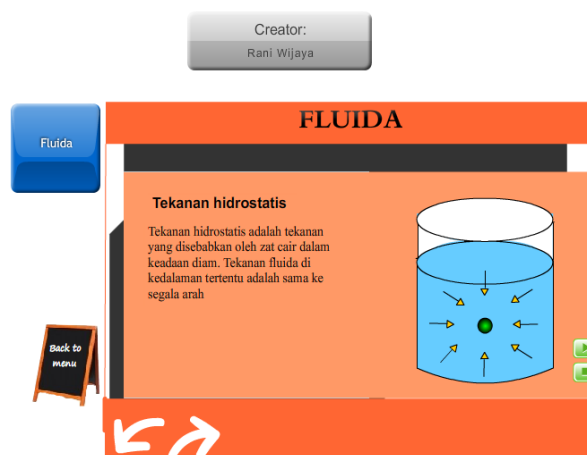 Creator:
Rani Wijaya
FLUIDA
Fluida
Tekanan hidrostatis
Tekanan hidrostatis adalah tekanan
yang disebabkan oleh zat cair dalam
keadaan diam. Tekanan fluida di
kedalaman tertentu adalah sama ke
segala arah
Back to
menu